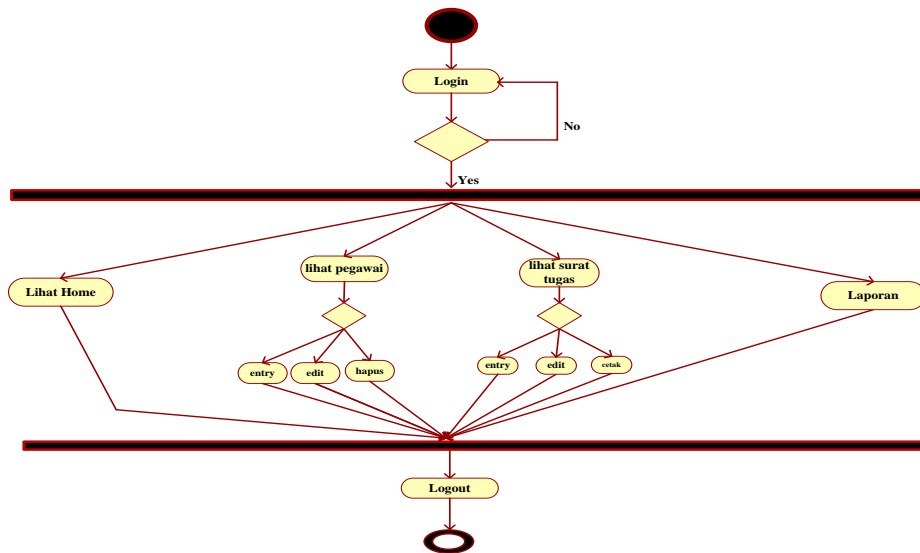 Login
No
Yes
lihat pegawai
lihat surat
tugas
Lihat Home
Laporan
entry
edit
hapus
entry
edit
cetak
Logout